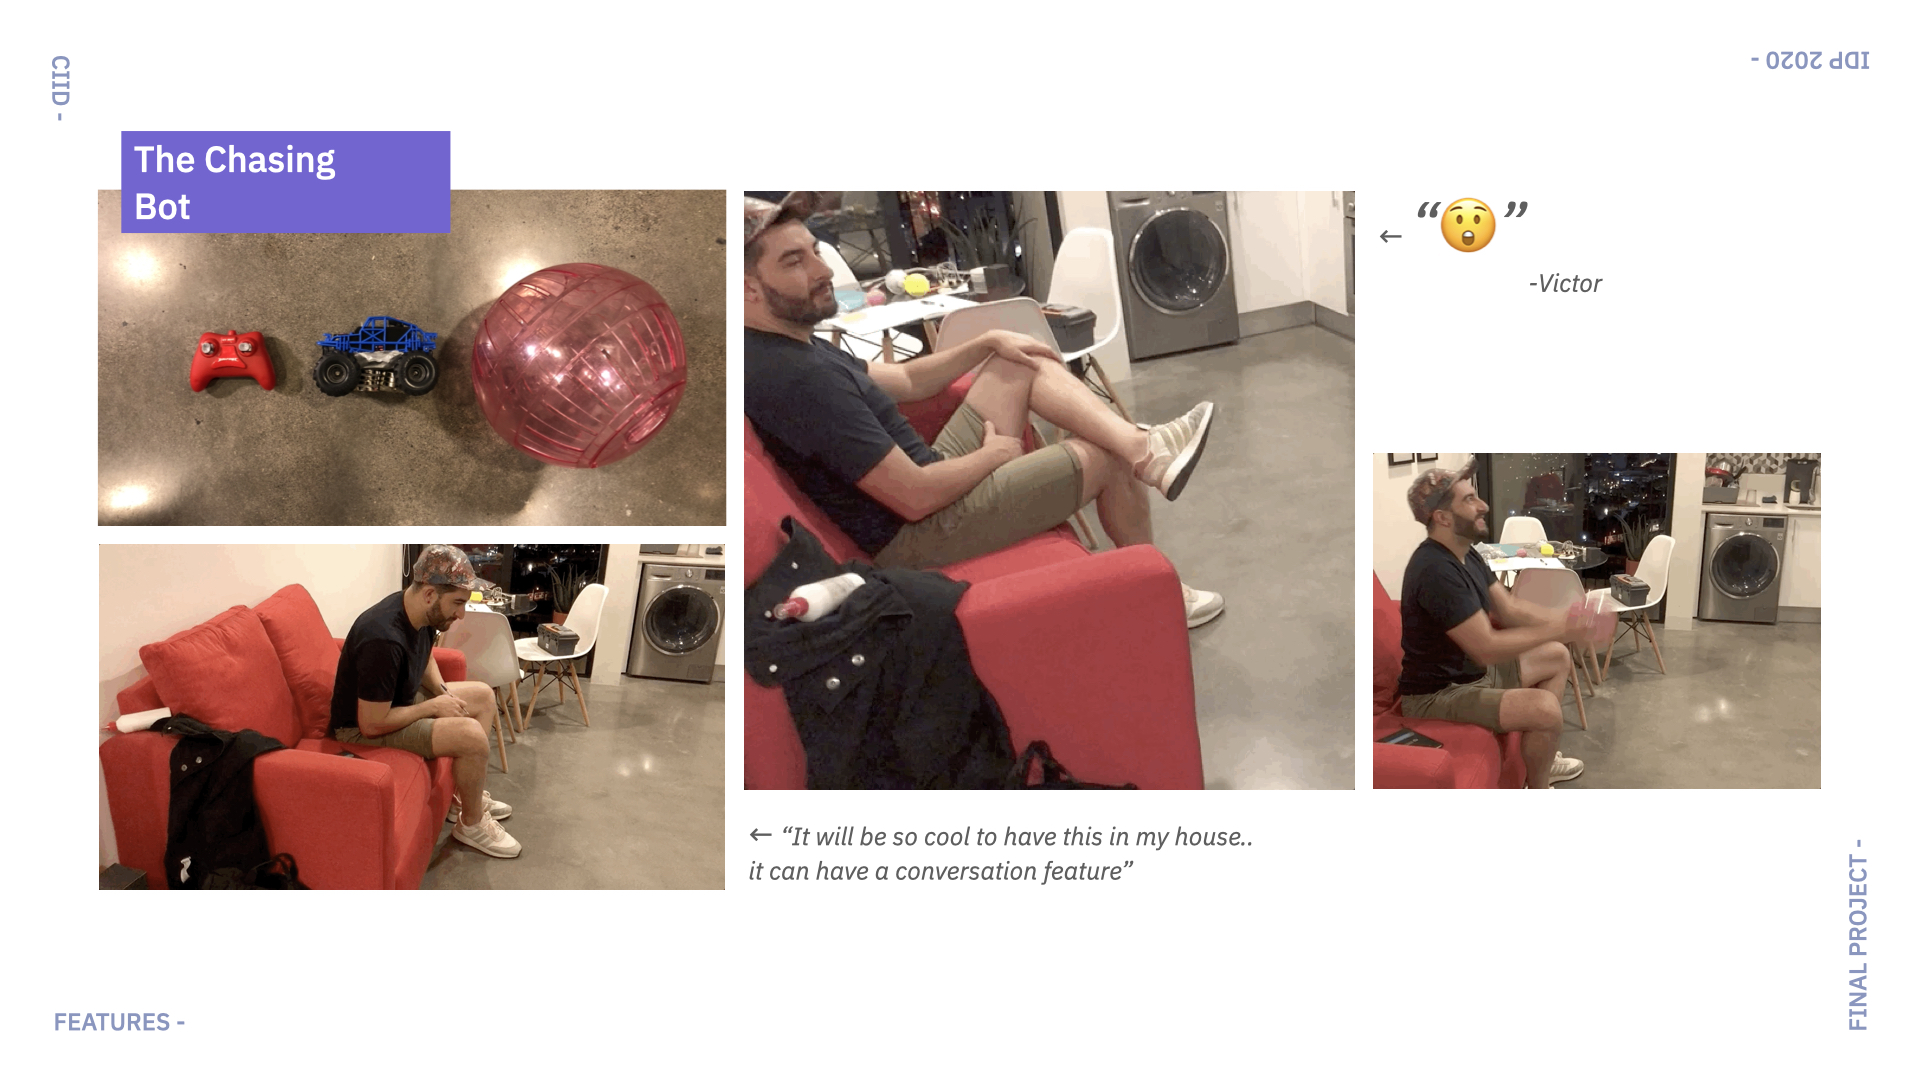 CIID -
IDP 2020 -
The Chasing
Bot
← “😲”
-Victor
← “It will be so cool to have this in my house..
it can have a conversation feature”
FEATURES -
FINAL PROJECT -